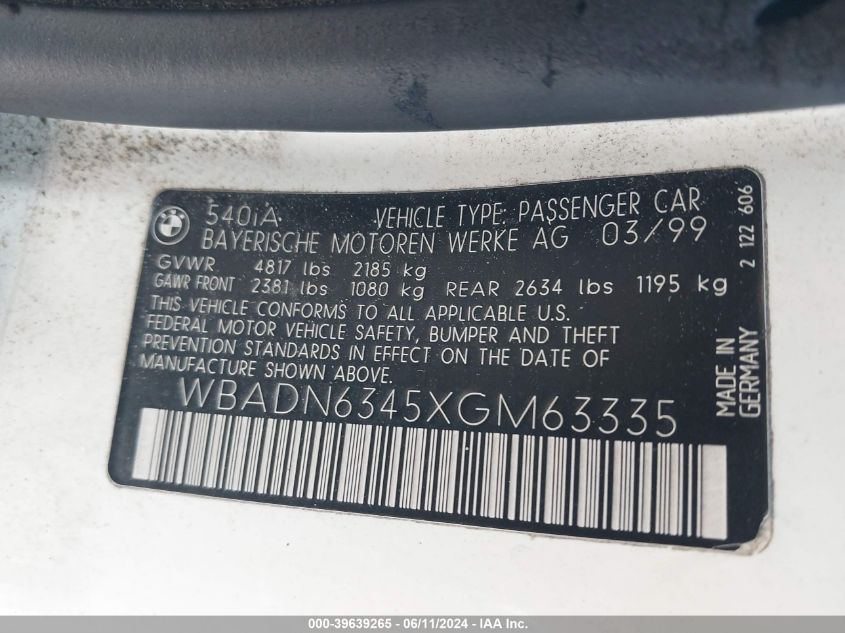 540iA VEHICLE TYPE: PASSENGER CAR
BAYERISCHE MOTOREN WERKE AG 03/99
GVWR 4817 lbs 2185 kg
GAWR FRONT 2381 lbs 1080 kg REAR 2634 lbs 1195 kg
THIS VEHICLE CONFORMS TO ALL APPLICABLE U.S.
FEDERAL MOTOR VEHICLE SAFETY, BUMPER AND THEFT
PREVENTION STANDARDS IN EFFECT ON THE DATE OF
MANUFACTURE SHOWN ABOVE.
WBADN6345XGM63335
2 122 606
MADE IN
GERMANY
000-39639265 - 06/11/2024 - IAA Inc.